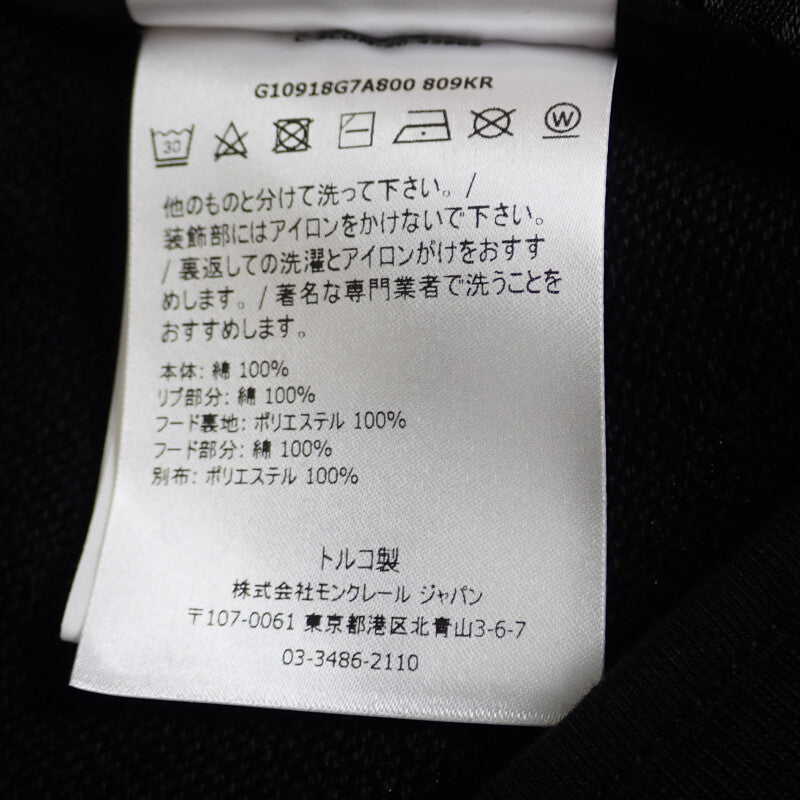 G10918G7A800 809KR
30
W
他のものと分けて洗って下さい。/
装飾部にはアイロンをかけないで下さい。
/ 裏返しての洗濯とアイロンがけをおすす
めします。/ 著名な専門業者で洗うことを
おすすめします。
本体: 綿 100%
リブ部分: 綿 100%
フード裏地: ポリエステル 100%
フード部分: 綿 100%
別布: ポリエステル 100%
トルコ製
株式会社モンクレール ジャパン
〒107-0061 東京都港区北青山3-6-7
03-3486-2110